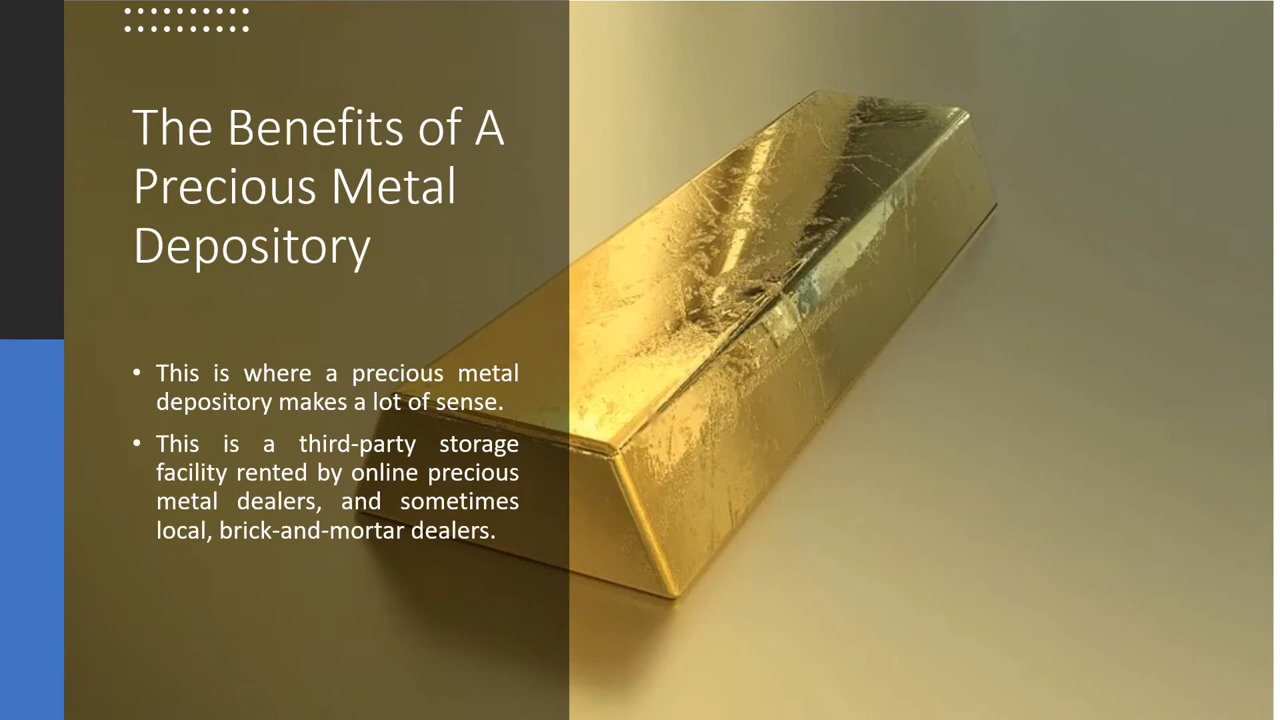 The Benefits of A
Precious Metal
Depository
• This is where a precious metal
depository makes a lot of sense.
• This is a third-party storage
facility rented by online precious
metal dealers, and sometimes
local, brick-and-mortar dealers.